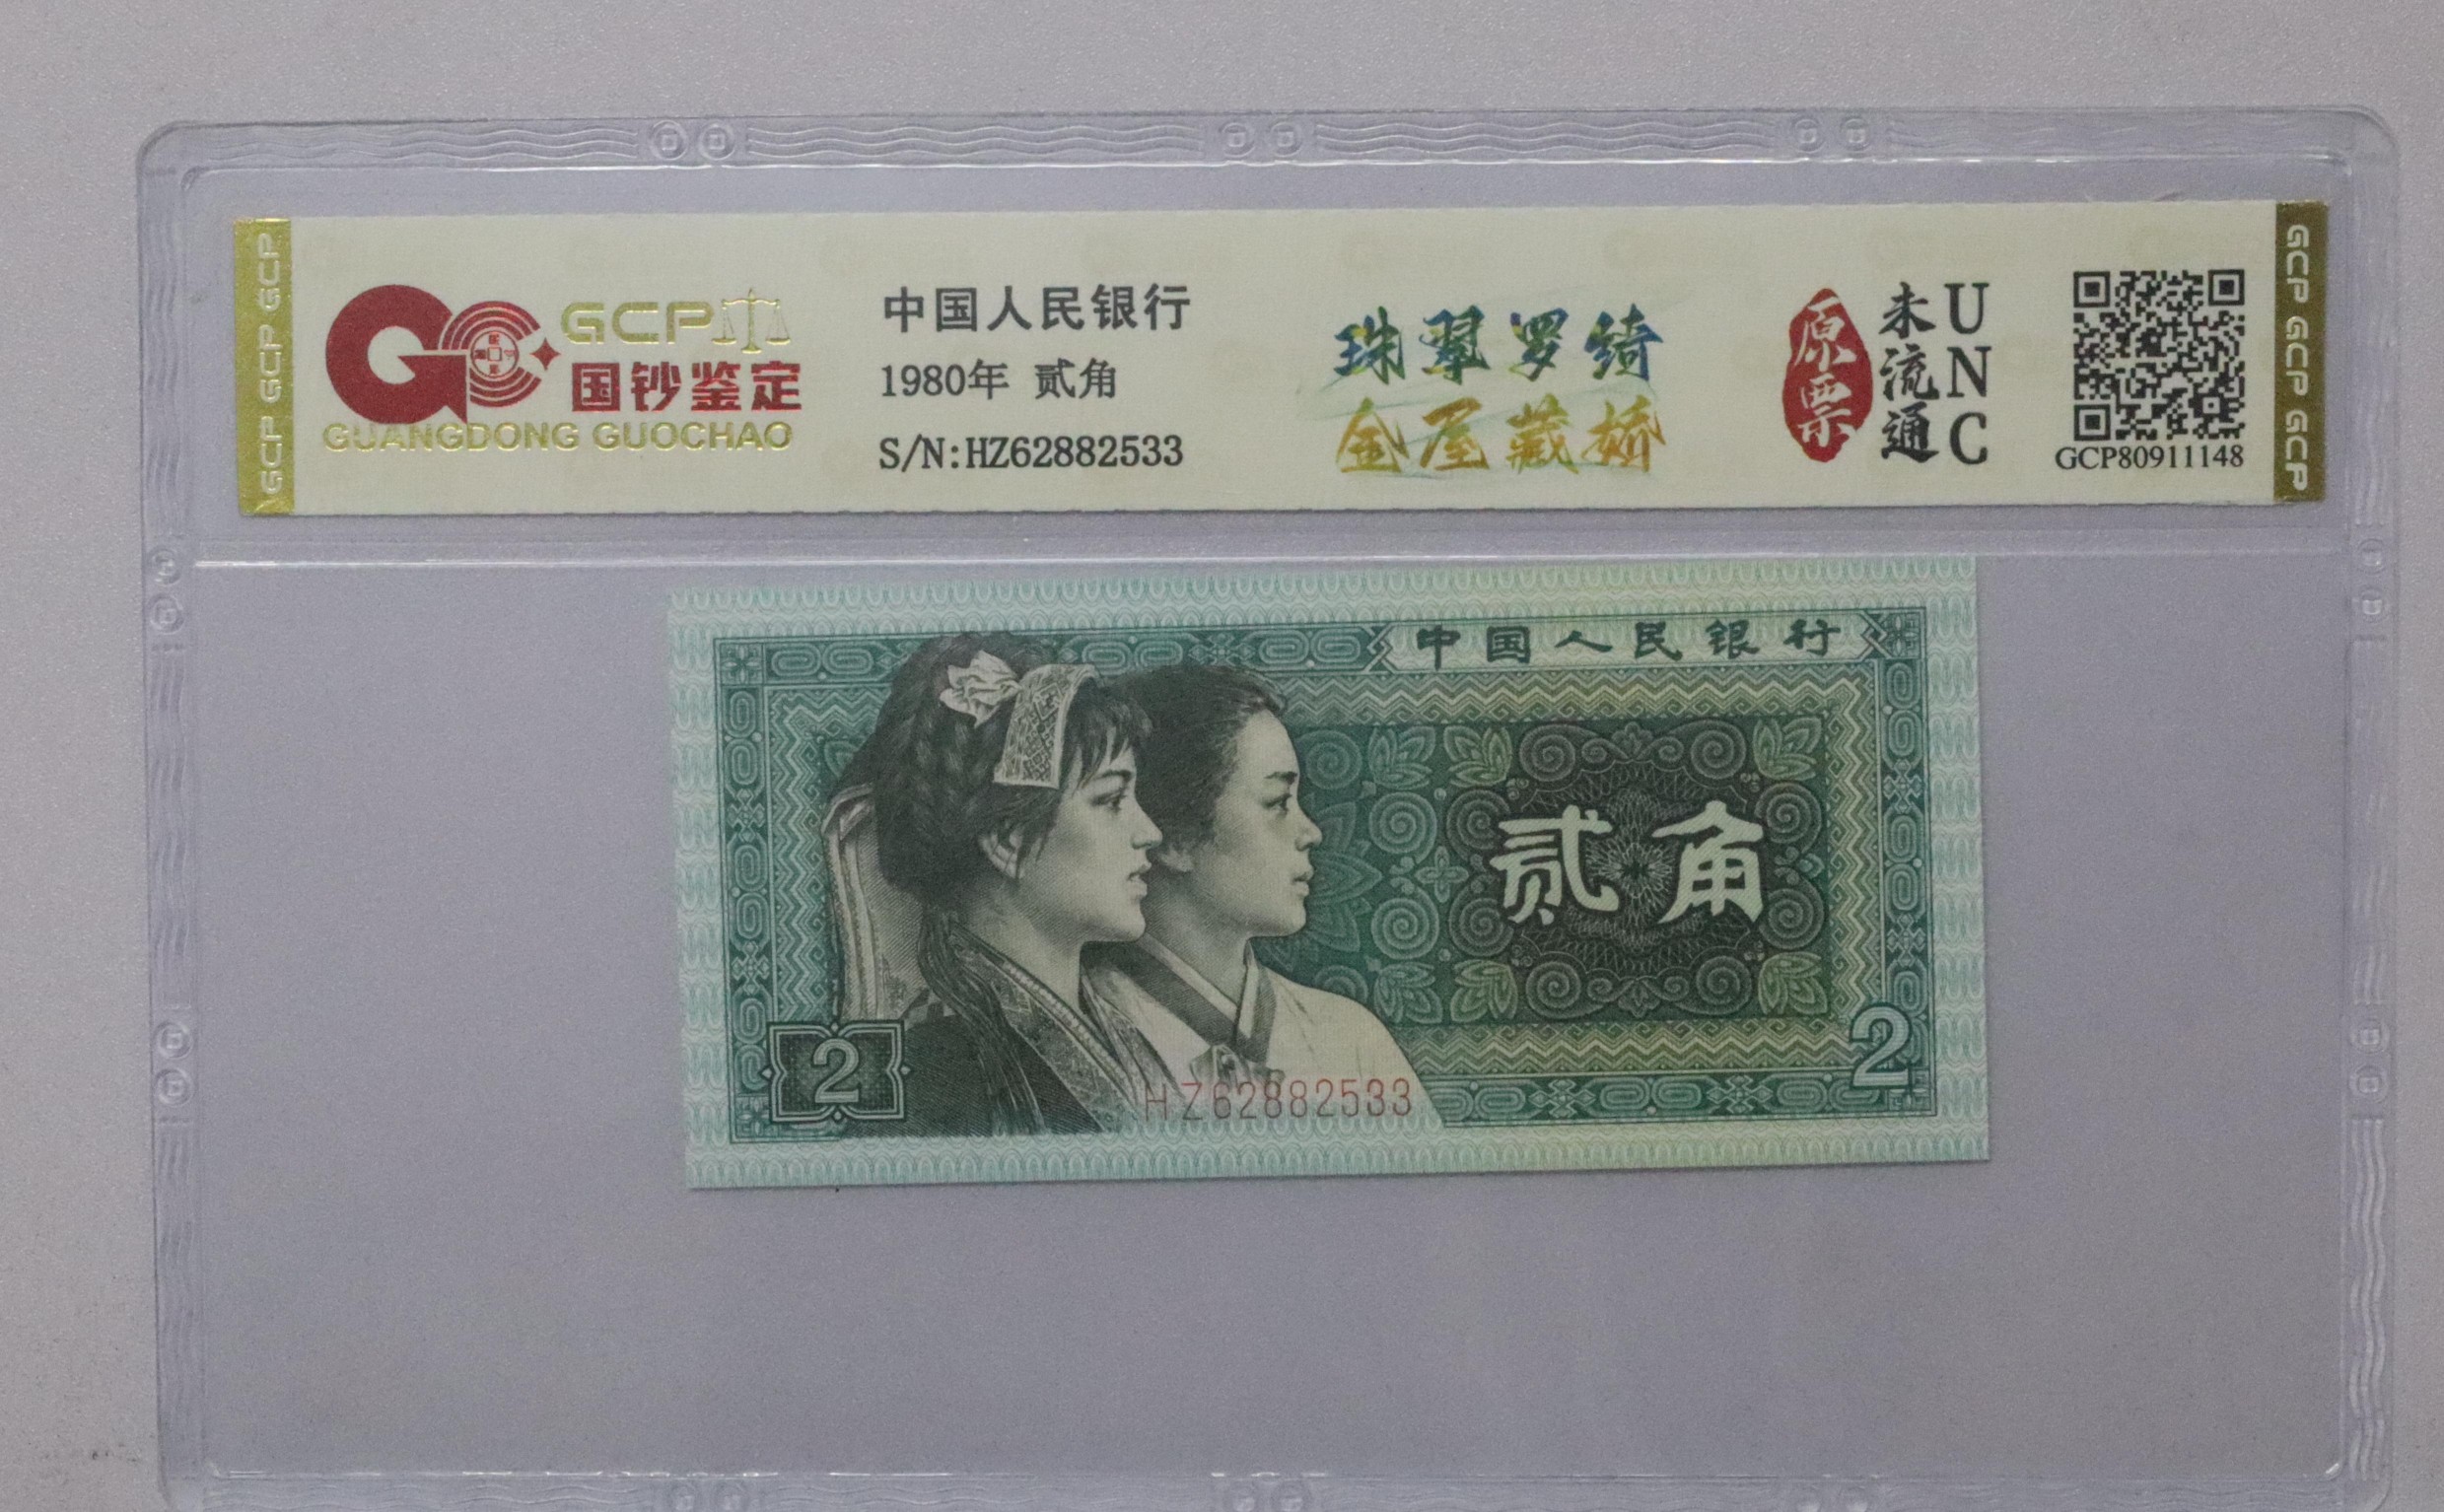 GCP GCP GCP
GCP
国钞鉴定
GUANGDONG GUOCHAO
中国人民银行
1980年 贰角
S/N:HZ62882533
珠翠罗绮
金屋藏娇
原票
未流通
UNC
GCP80911148
GCP GCP GCP
中国人民银行
贰角
2
HZ62882533
2